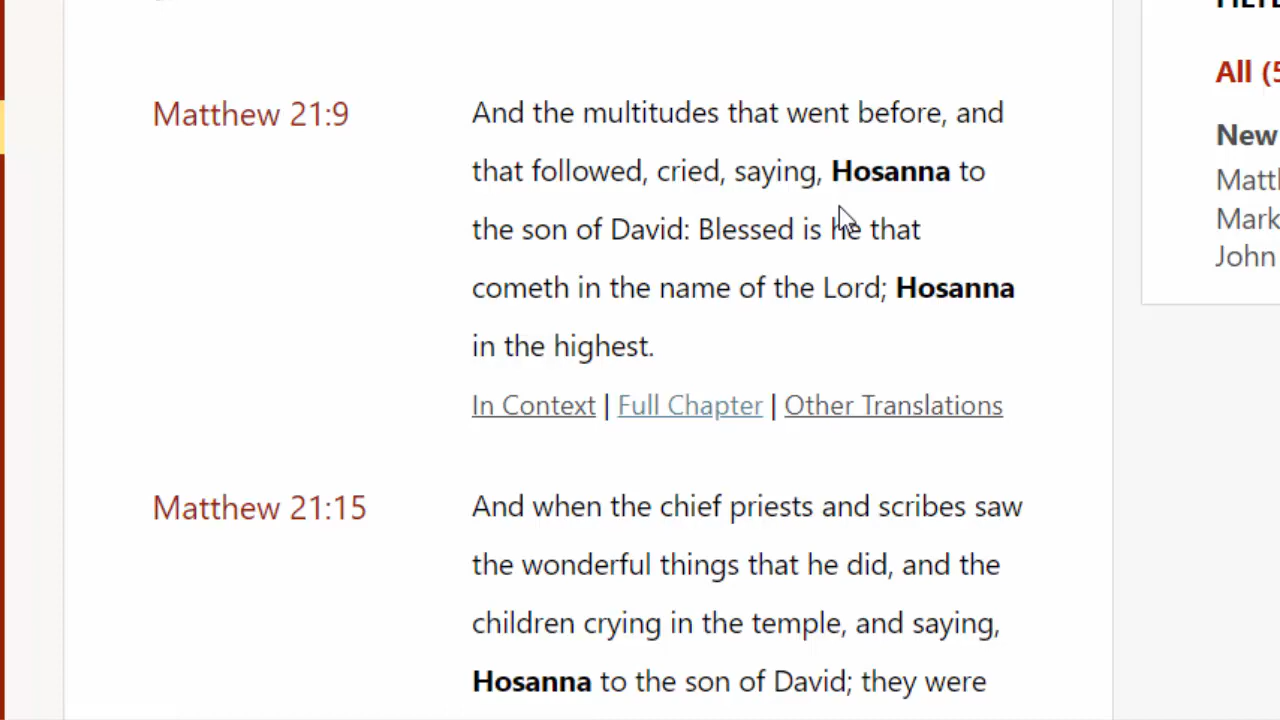 Matthew 21:9
And the multitudes that went before, and
that followed, cried, saying, Hosanna to
the son of David: Blessed is he that
cometh in the name of the Lord; Hosanna
in the highest.
In Context | Full Chapter | Other Translations
Matthew 21:15
And when the chief priests and scribes saw
the wonderful things that he did, and the
children crying in the temple, and saying,
Hosanna to the son of David; they were
All (5
New
Mark
John